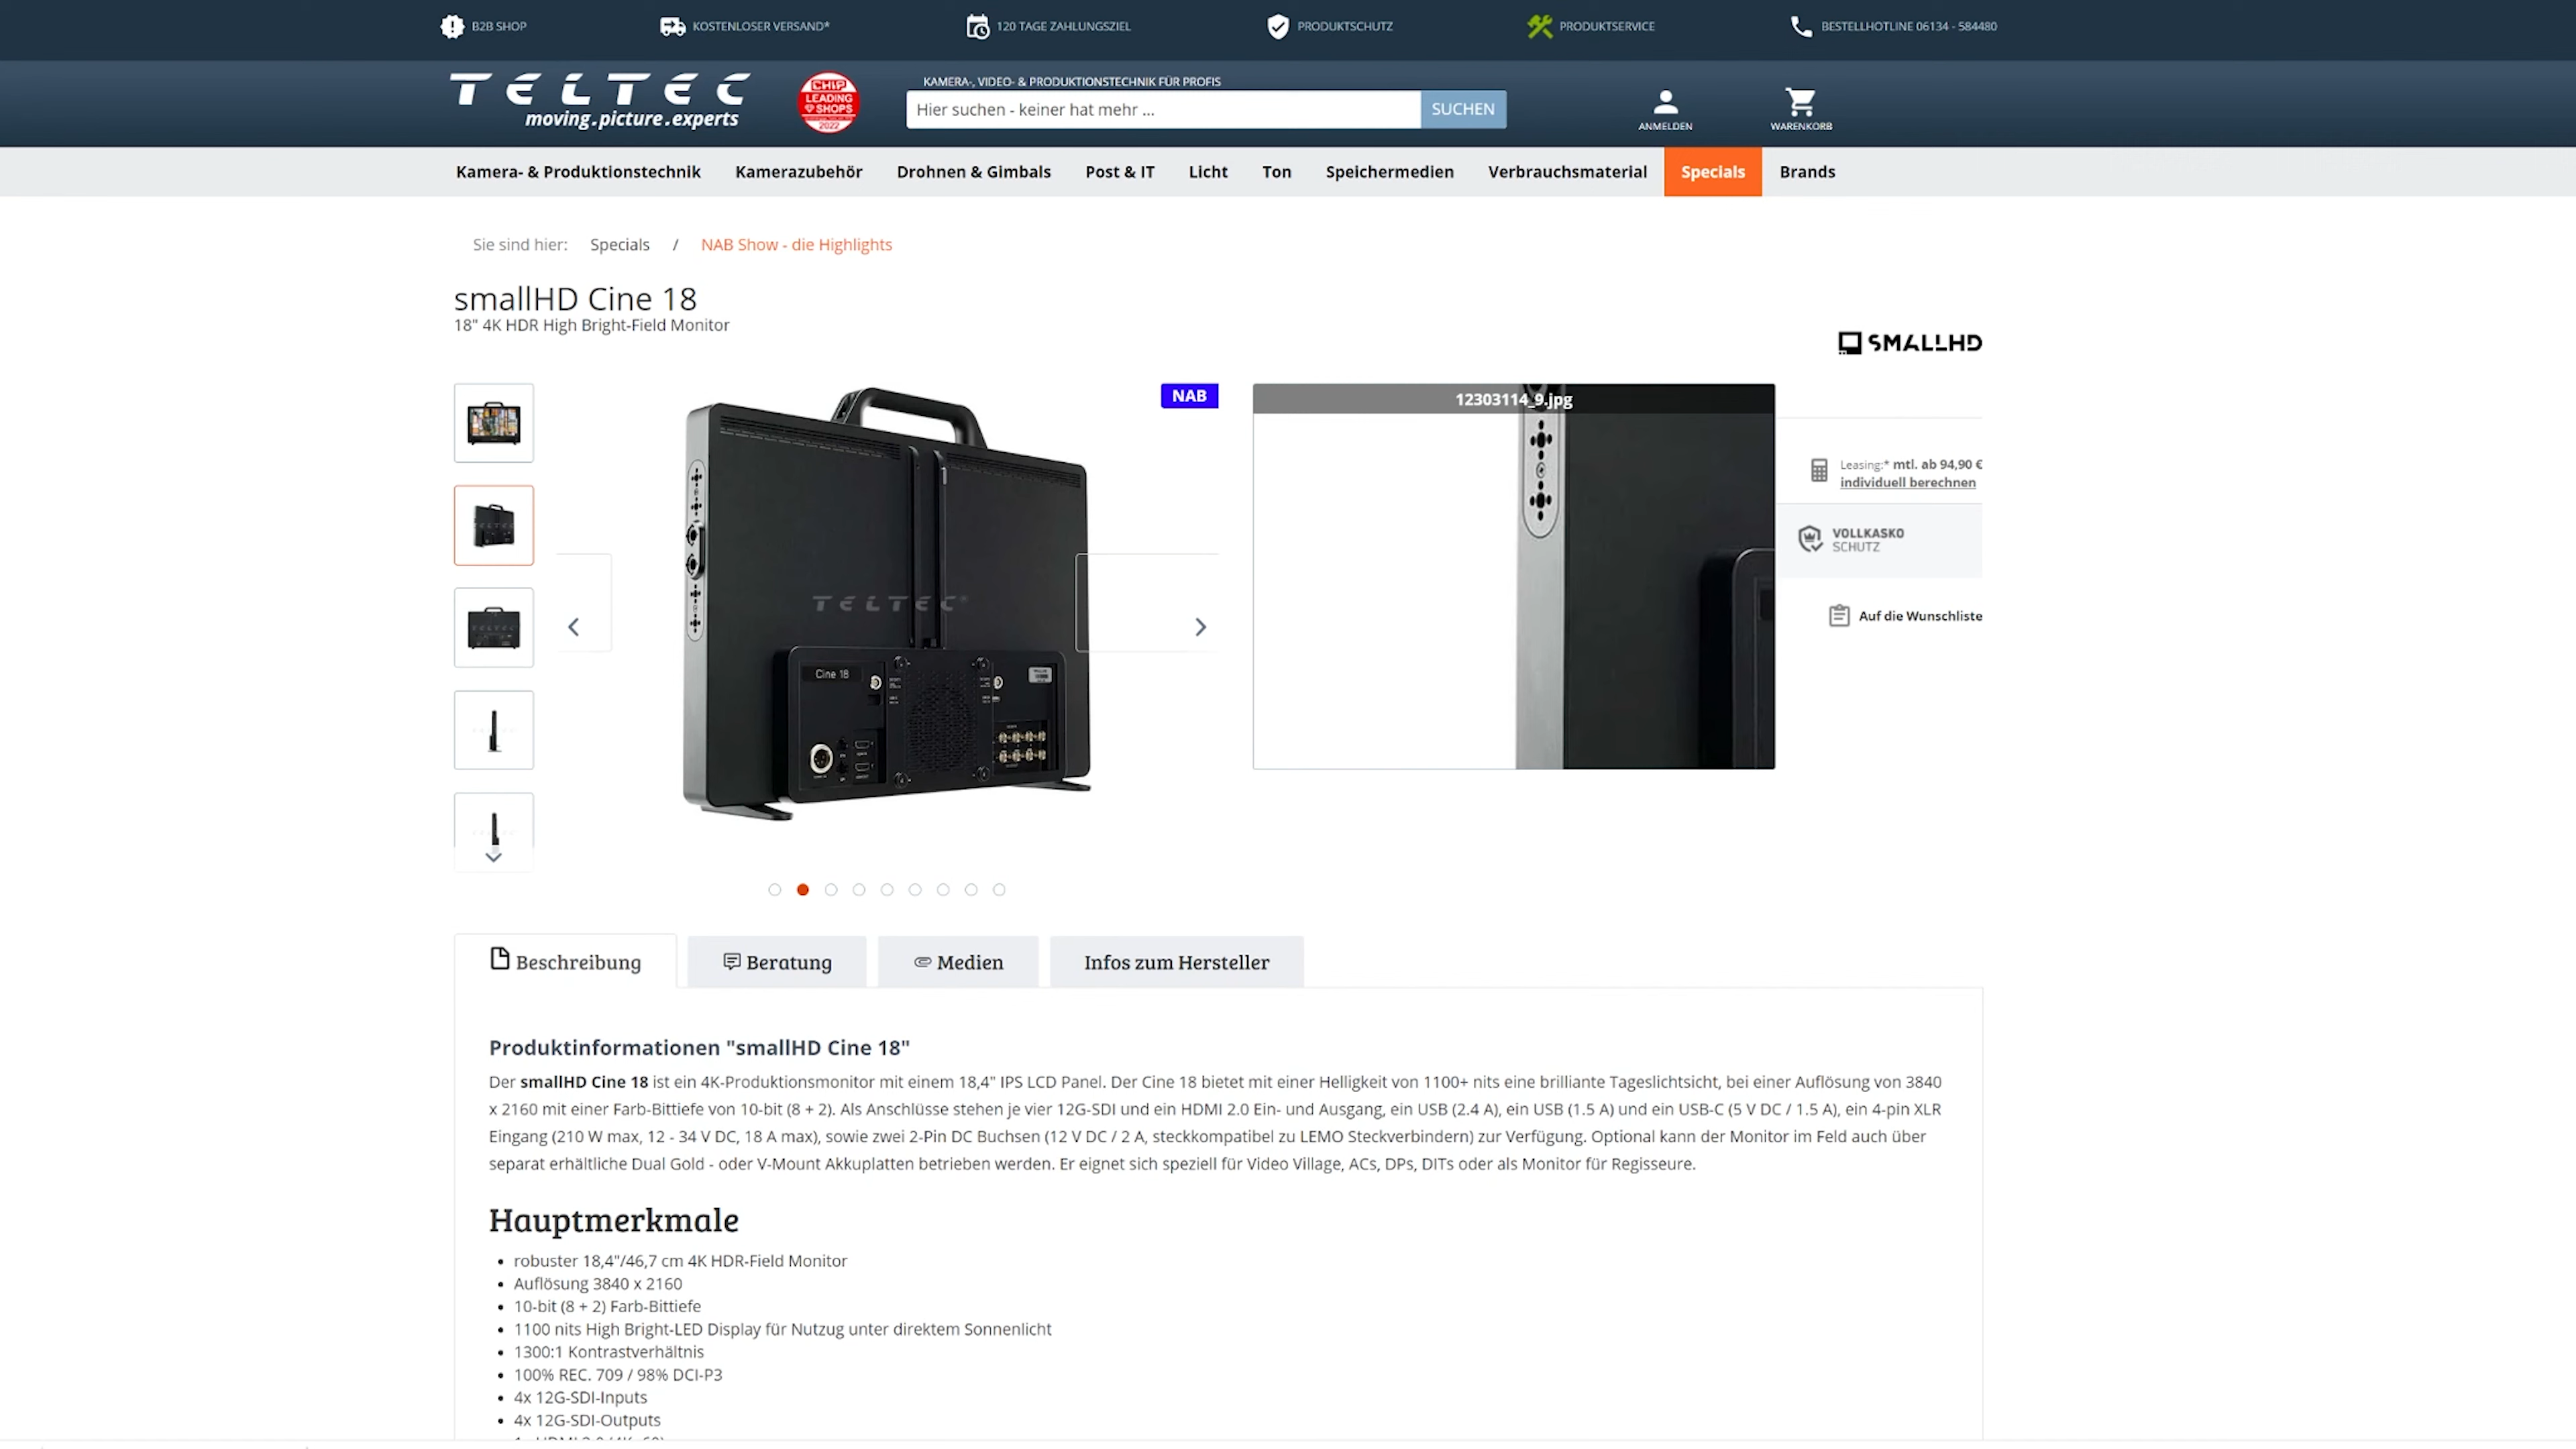 B2B SHOP
KOSTENLOSER VERSAND*
120 TAGE ZAHLUNGSZIEL
PRODUKTSCHUTZ
PRODUKTSERVICE
BESTELLHOTLINE 06134 - 584480
TELTEC
moving.picture.experts
CHIP
LEADING
SHOPS
2022
KAMERA-, VIDEO- & PRODUKTIONSTECHNIK FÜR PROFIS
Hier suchen - keiner hat mehr ...
SUCHEN
ANMELDEN
WARENKORB
Kamera- & Produktionstechnik
Kamerazubehör
Drohnen & Gimbals
Post & IT
Licht
Ton
Speichermedien
Verbrauchsmaterial
Specials
Brands
Sie sind hier: Specials / NAB Show - die Highlights
smallHD Cine 18
18" 4K HDR High Bright-Field Monitor
SMALLHD
NAB
12303114_9.jpg
Leasing:* mtl. ab 94,90 €
individuell berechnen
VOLLKASKO
SCHUTZ
Auf die Wunschliste
TELTEC
Cine 18
Beschreibung
Beratung
Medien
Infos zum Hersteller
Produktinformationen "smallHD Cine 18"
Der smallHD Cine 18 ist ein 4K-Produktionsmonitor mit einem 18,4" IPS LCD Panel. Der Cine 18 bietet mit einer Helligkeit von 1100+ nits eine brilliante Tageslichtsicht, bei einer Auflösung von 3840
x 2160 mit einer Farb-Bittiefe von 10-bit (8 + 2). Als Anschlüsse stehen je vier 12G-SDI und ein HDMI 2.0 Ein- und Ausgang, ein USB (2.4 A), ein USB (1.5 A) und ein USB-C (5 V DC / 1.5 A), ein 4-pin XLR
Eingang (210 W max, 12 - 34 V DC, 18 A max), sowie zwei 2-Pin DC Buchsen (12 V DC / 2 A, steckkompatibel zu LEMO Steckverbindern) zur Verfügung. Optional kann der Monitor im Feld auch über
separat erhältliche Dual Gold - oder V-Mount Akkuplatten betrieben werden. Er eignet sich speziell für Video Village, ACs, DPs, DITs oder als Monitor für Regisseure.
Hauptmerkmale
• robuster 18,4"/46,7 cm 4K HDR-Field Monitor
• Auflösung 3840 x 2160
• 10-bit (8 + 2) Farb-Bittiefe
• 1100 nits High Bright-LED Display für Nutzug unter direktem Sonnenlicht
• 1300:1 Kontrastverhältnis
• 100% REC. 709 / 98% DCI-P3
• 4x 12G-SDI-Inputs
• 4x 12G-SDI-Outputs